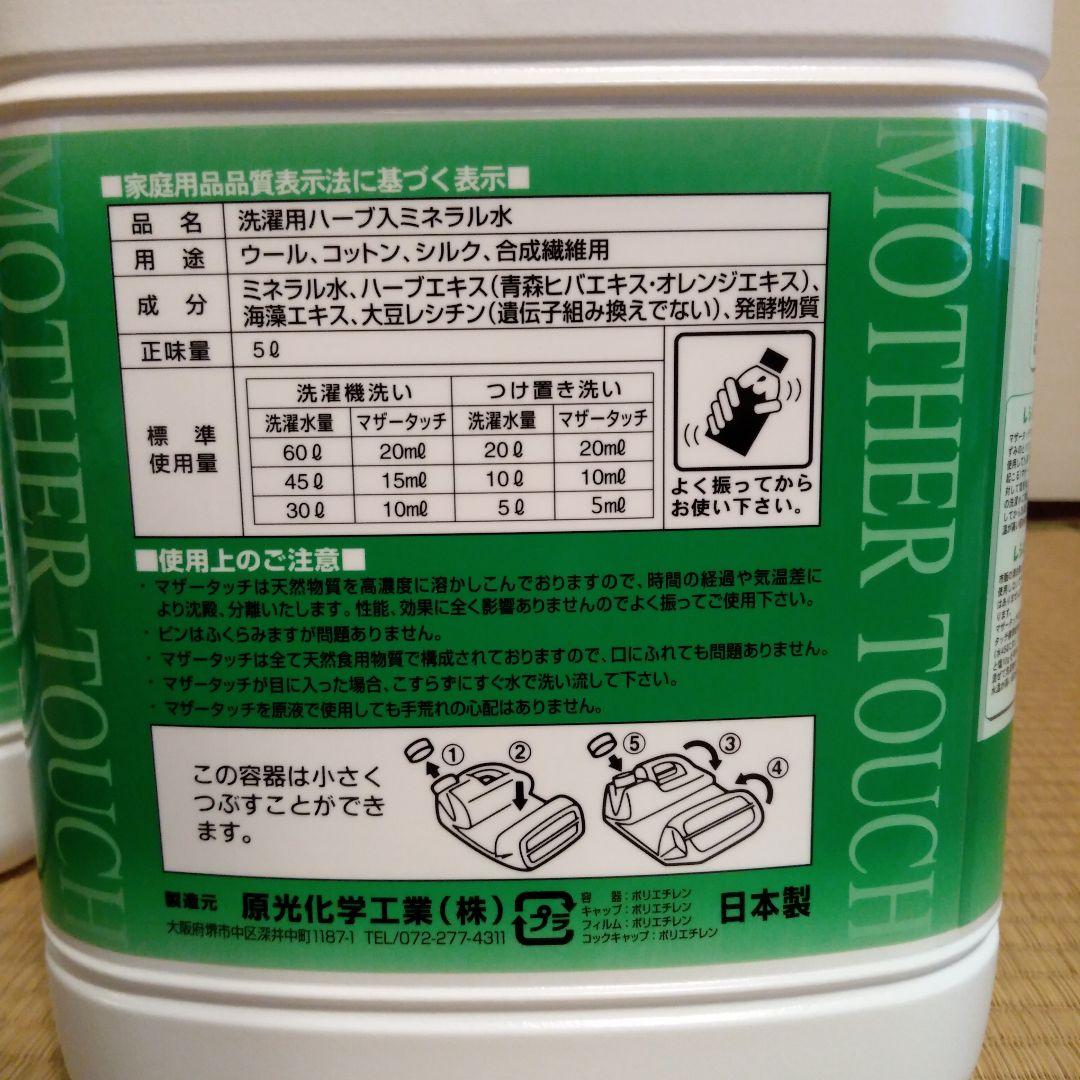 MOTHER TOUCH
■家庭用品品質表示法に基づく表示■
品名 洗濯用ハーブ入ミネラル水
用途 ウール、コットン、シルク、合成繊維用
成分 ミネラル水、ハーブエキス(青森ヒバエキス・オレンジエキス)、
海藻エキス、大豆レシチン(遺伝子組み換えでない)、発酵物質
正味量 5ℓ
標準
使用量
洗濯機洗い つけ置き洗い
洗濯水量 マザータッチ 洗濯水量 マザータッチ
60ℓ 20mℓ 20ℓ 20mℓ
45ℓ 15mℓ 10ℓ 10mℓ
30ℓ 10mℓ 5ℓ 5mℓ
よく振ってから
お使い下さい。
■使用上のご注意■
・マザータッチは天然物質を高濃度に溶かしこんでおりますので、時間の経過や気温差に
より沈殿、分離いたします。性能、効果に全く影響ありませんのでよく振ってご使用下さい。
・ビンはふくらみますが問題ありません。
・マザータッチは全て天然食用物質で構成されておりますので、口にふれても問題ありません。
・マザータッチが目に入った場合、こすらずにすぐ水で洗い流して下さい。
・マザータッチを原液で使用しても手荒れの心配はありません。
この容器は小さく
つぶすことができ
ます。
① ② ⑤ ③ ④
製造元 原光化学工業(株)
大阪府堺市中区深井中町1187-1 TEL/072-277-4311
プラ
容器:ポリエチレン
キャップ:ポリエチレン
フィルム:ポリエチレン
コックキャップ:ポリエチレン
日本製
MOTHER TOUCH